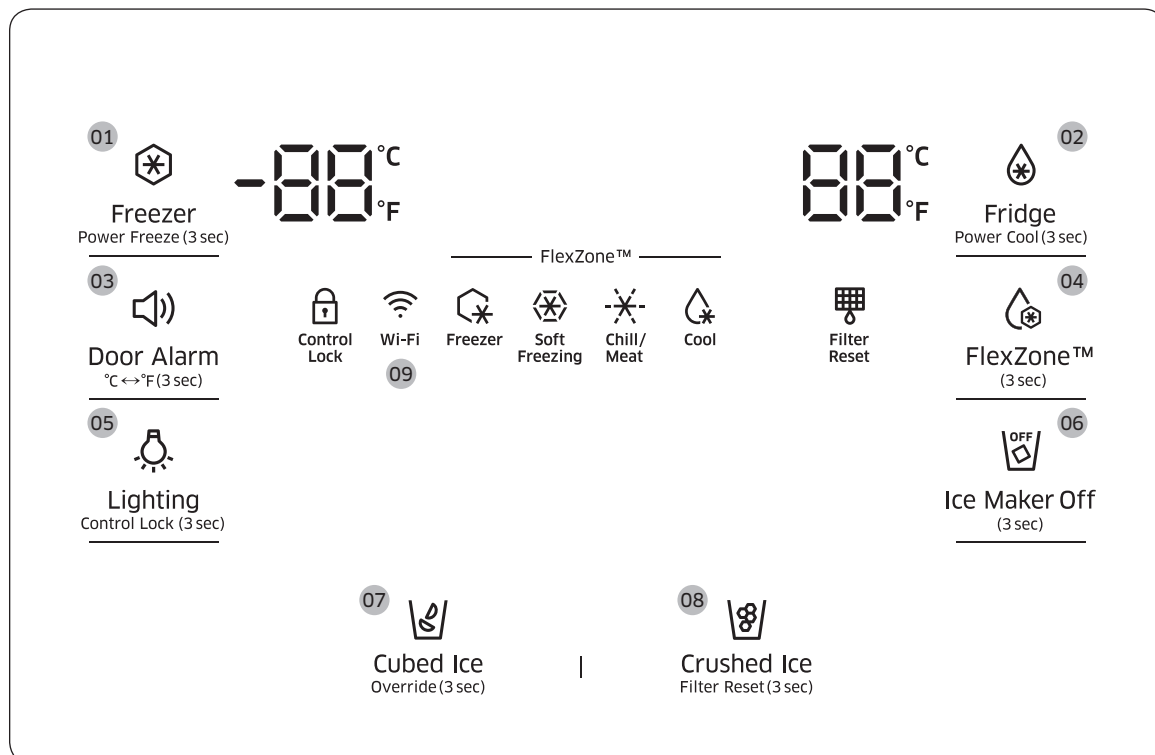 01
Freezer
Power Freeze (3 sec)
-88 °C
°F
88 °C
°F
02
Fridge
Power Cool (3 sec)
03
Door Alarm
°C ↔ °F (3 sec)
FlexZone™
Control
Lock
Wi-Fi
09
Freezer
Soft
Freezing
Chill/
Meat
Cool
Filter
Reset
04
FlexZone™
(3 sec)
05
Lighting
Control Lock (3 sec)
06
OFF
Ice Maker Off
(3 sec)
07
Cubed Ice
Override (3 sec)
08
Crushed Ice
Filter Reset (3 sec)